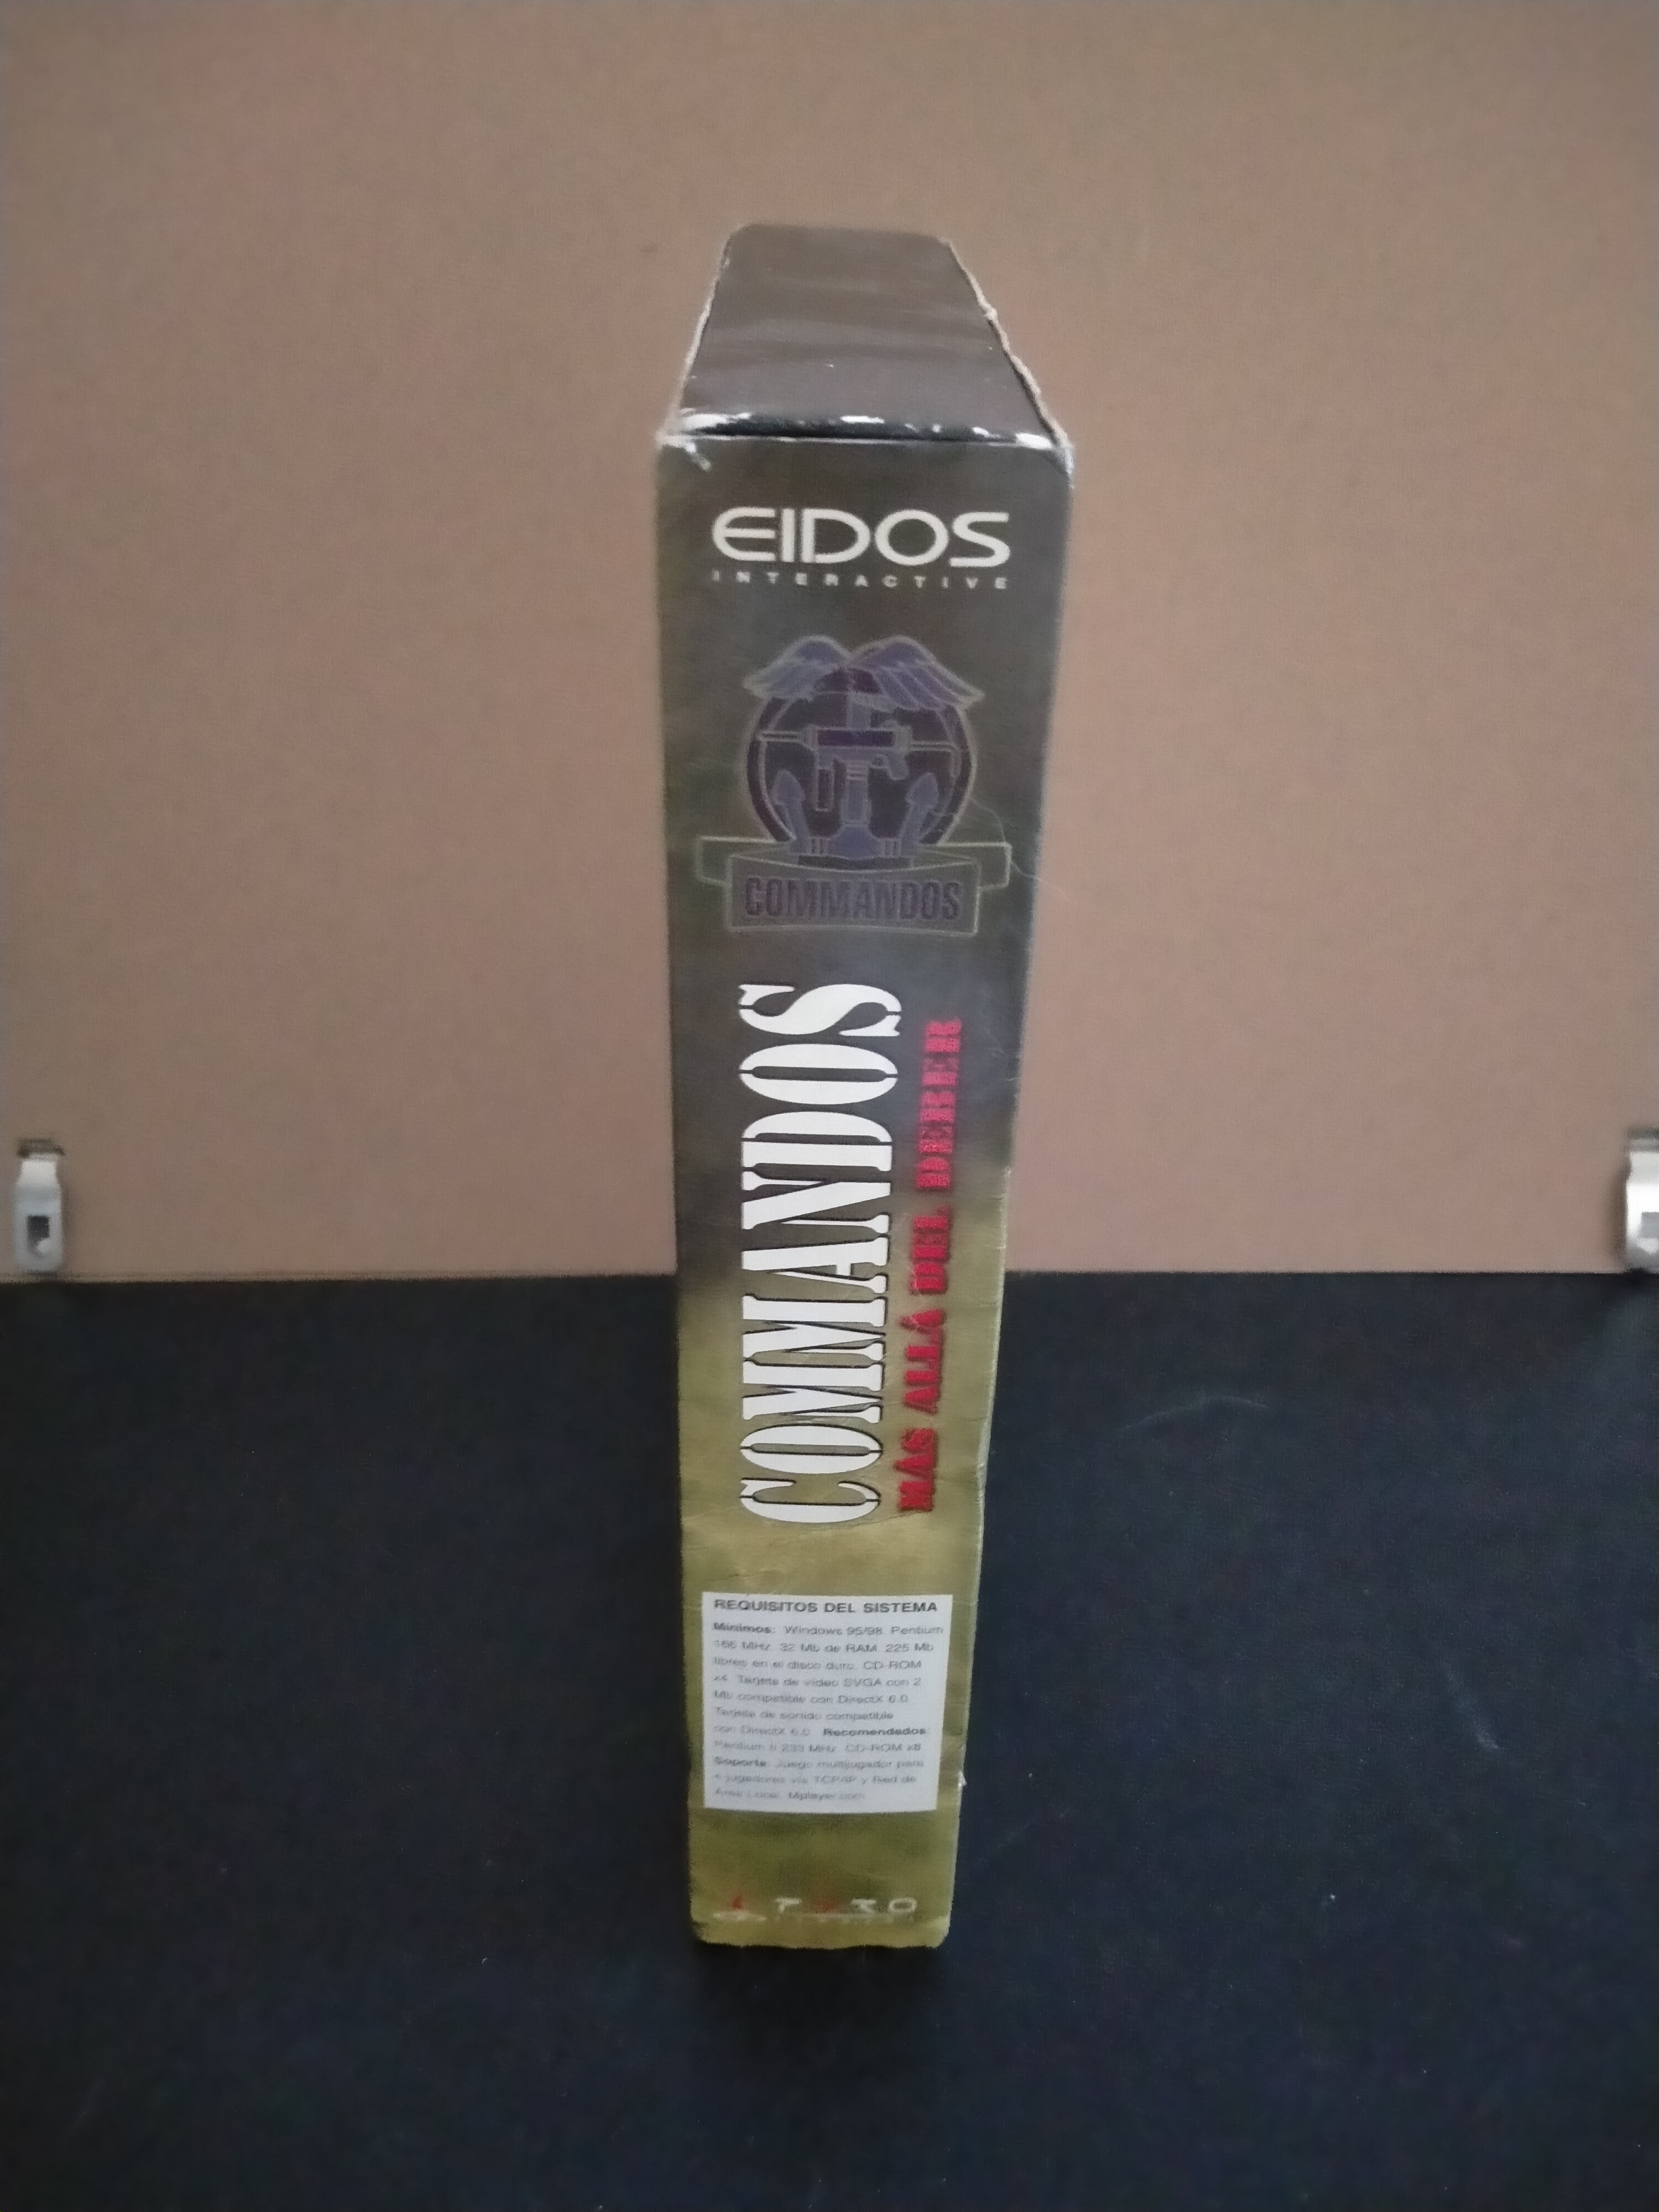 EIDOS
INTERACTIVE
COMMANDOS
COMMANDOS
MAS ALLÁ DEL DEBER
REQUISITOS DEL SISTEMA
Mínimos: Windows 95/98. Pentium
166 MHz. 32 Mb de RAM. 225 Mb
libres en el disco duro. CD-ROM
x4. Tarjeta de vídeo SVGA con 2
Mb compatible con DirectX 6.0.
Tarjeta de sonido compatible
con DirectX 6.0. Recomendados:
Pentium II 233 MHz. CD-ROM x8
Soporte: Juego multijugador para
4 jugadores vía TCP/IP y Red de
Área Local. Mplayer.com
PYRO